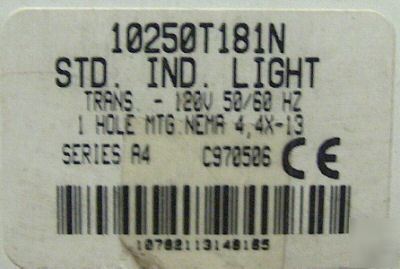 10250T181N
STD. IND. LIGHT
TRANS. - 120V 50/60 HZ
1 HOLE MTG NEMA 4,4X-13
SERIES A4 C970506 CE
10782113148165